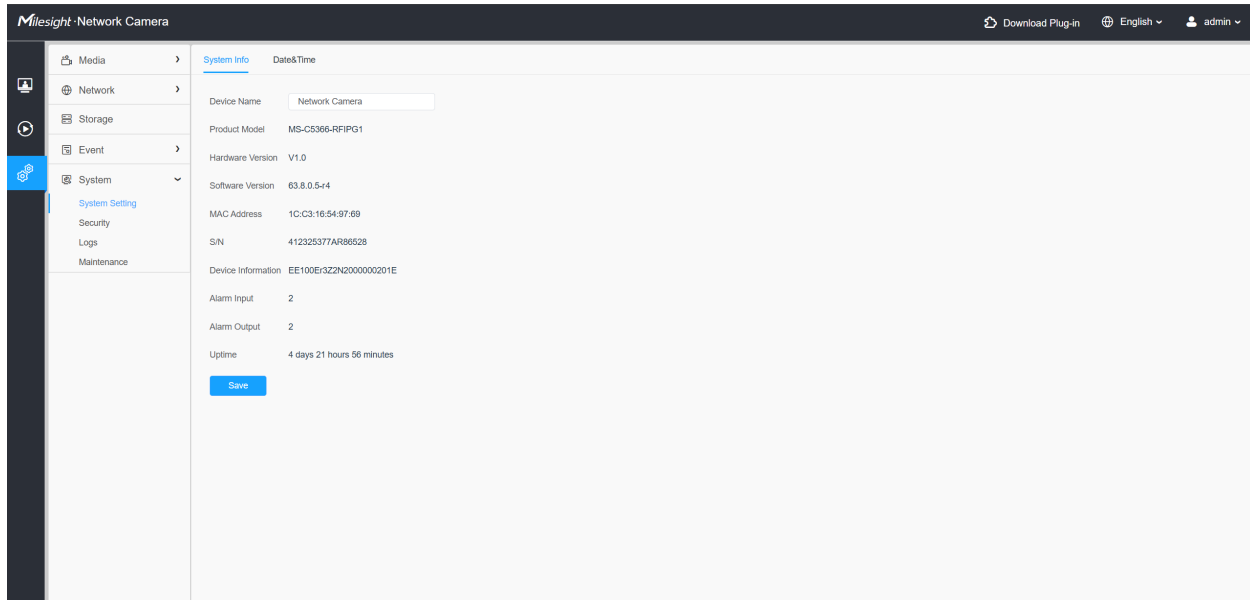 Milesight · Network Camera
Download Plug-in
English
admin
Media
Network
Storage
Event
System
System Setting
Security
Logs
Maintenance
System Info
Date&Time
Device Name Network Camera
Product Model MS-C5366-RFIPG1
Hardware Version V1.0
Software Version 63.8.0.5-r4
MAC Address 1C:C3:16:54:97:69
S/N 412325377AR86528
Device Information EE100Er3Z2N2000000201E
Alarm Input 2
Alarm Output 2
Uptime 4 days 21 hours 56 minutes
Save